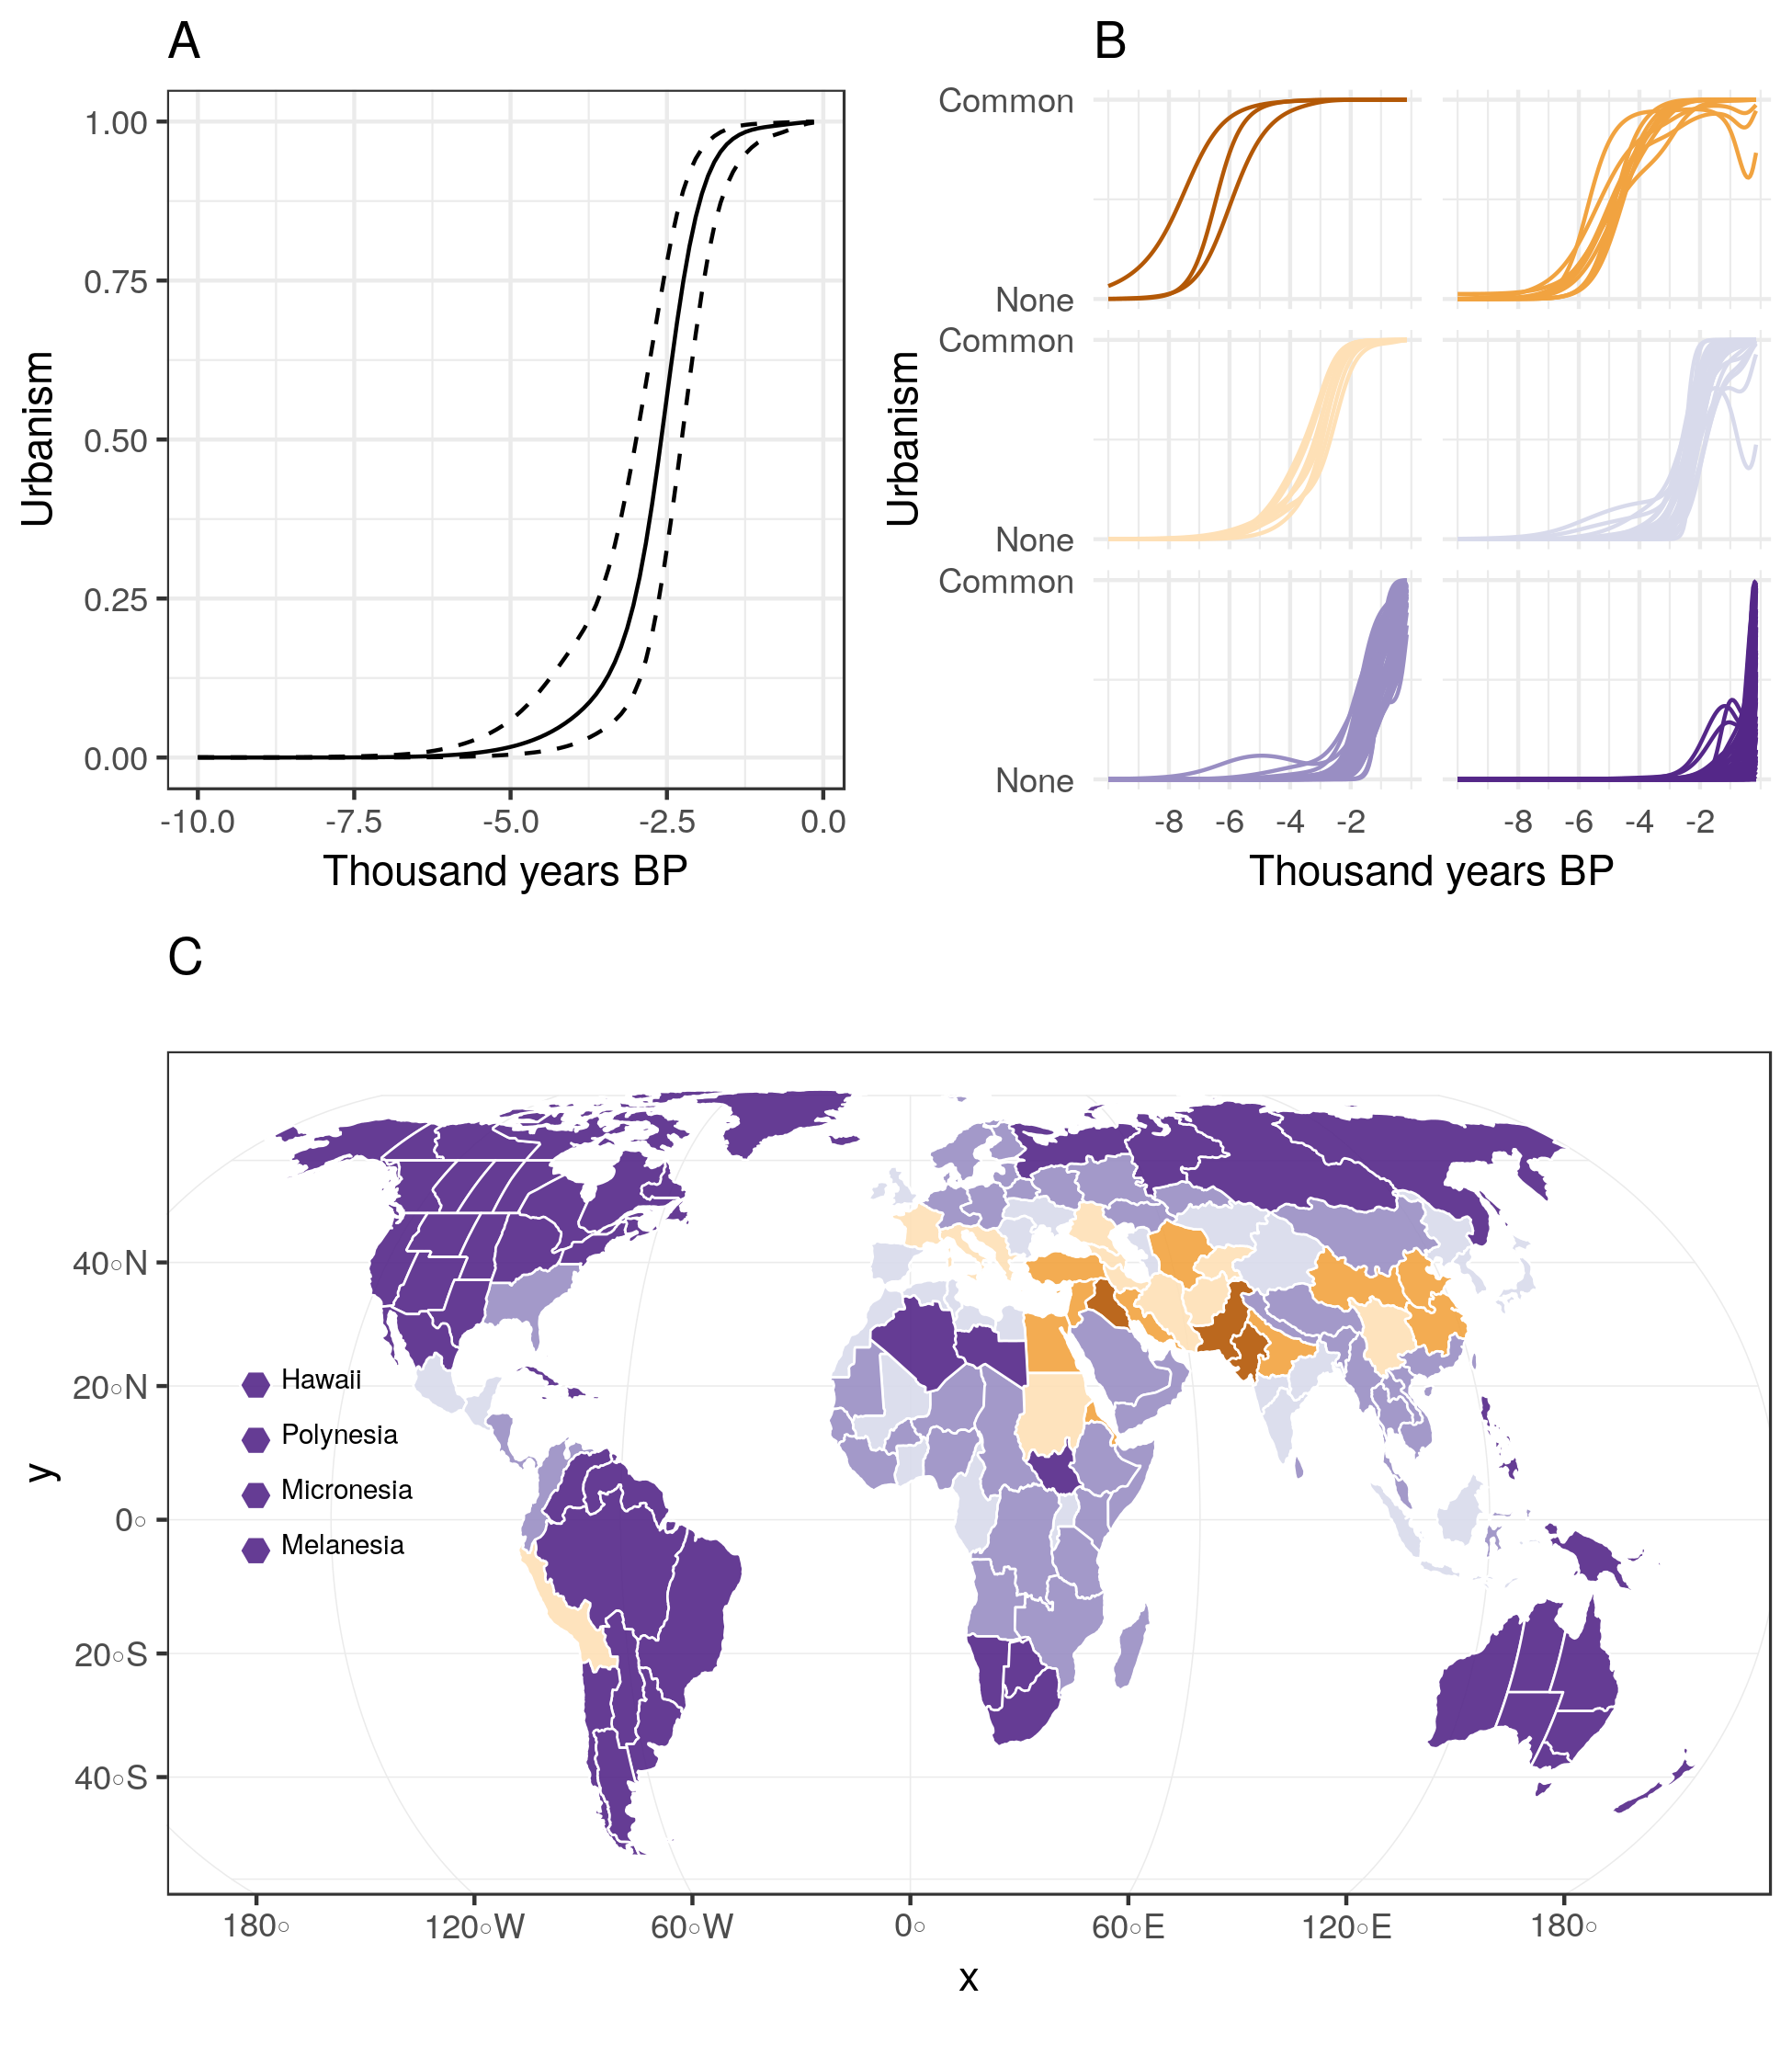 A
B
1.00
0.75
0.50
0.25
0.00
Urbanism
-10.0 -7.5 -5.0 -2.5 0.0
Thousand years BP
Common
None
Common
None
Common
None
Urbanism
-8 -6 -4 -2 -8 -6 -4 -2
Thousand years BP
C
40◦N
20◦N
0◦
20◦S
40◦S
y
Hawaii
Polynesia
Micronesia
Melanesia
180◦ 120◦W 60◦W 0◦ 60◦E 120◦E 180◦
x